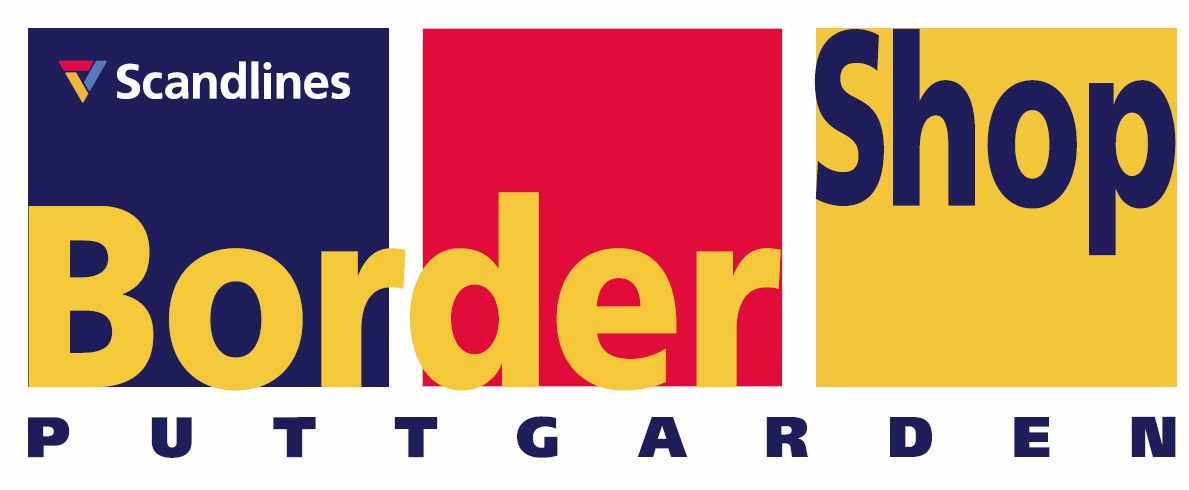 Scandlines
Border
Shop
PUTTGARDEN